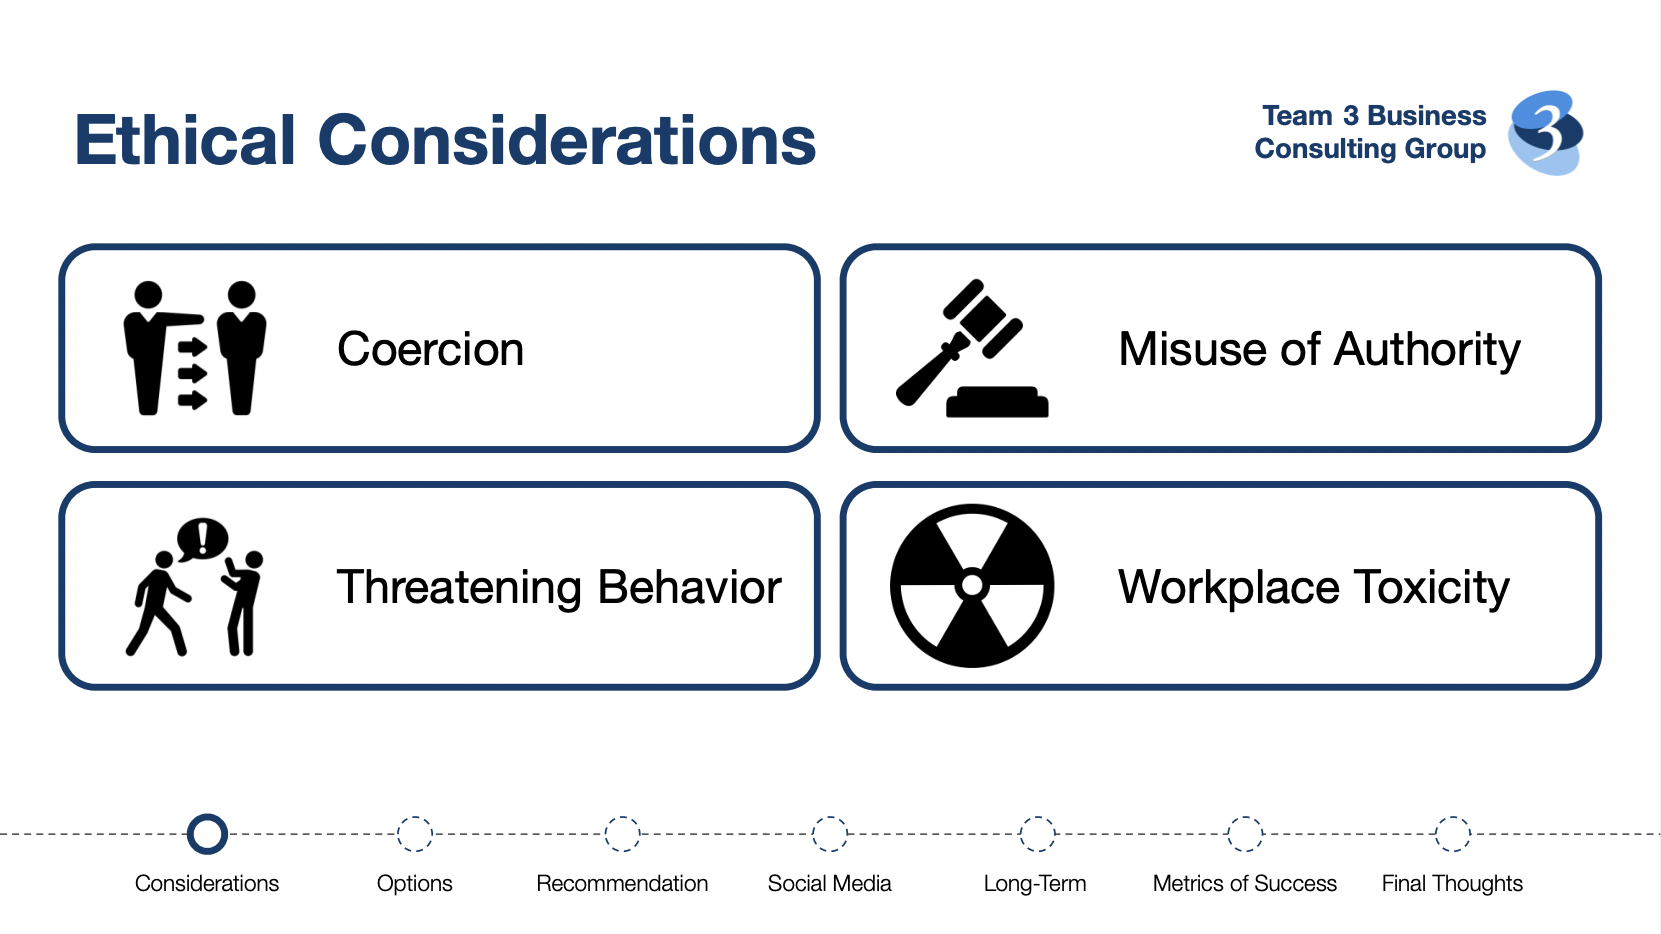 Ethical Considerations
Team 3 Business
Consulting Group
3
Coercion
Misuse of Authority
!
Threatening Behavior
Workplace Toxicity
Considerations
Options
Recommendation
Social Media
Long-Term
Metrics of Success
Final Thoughts